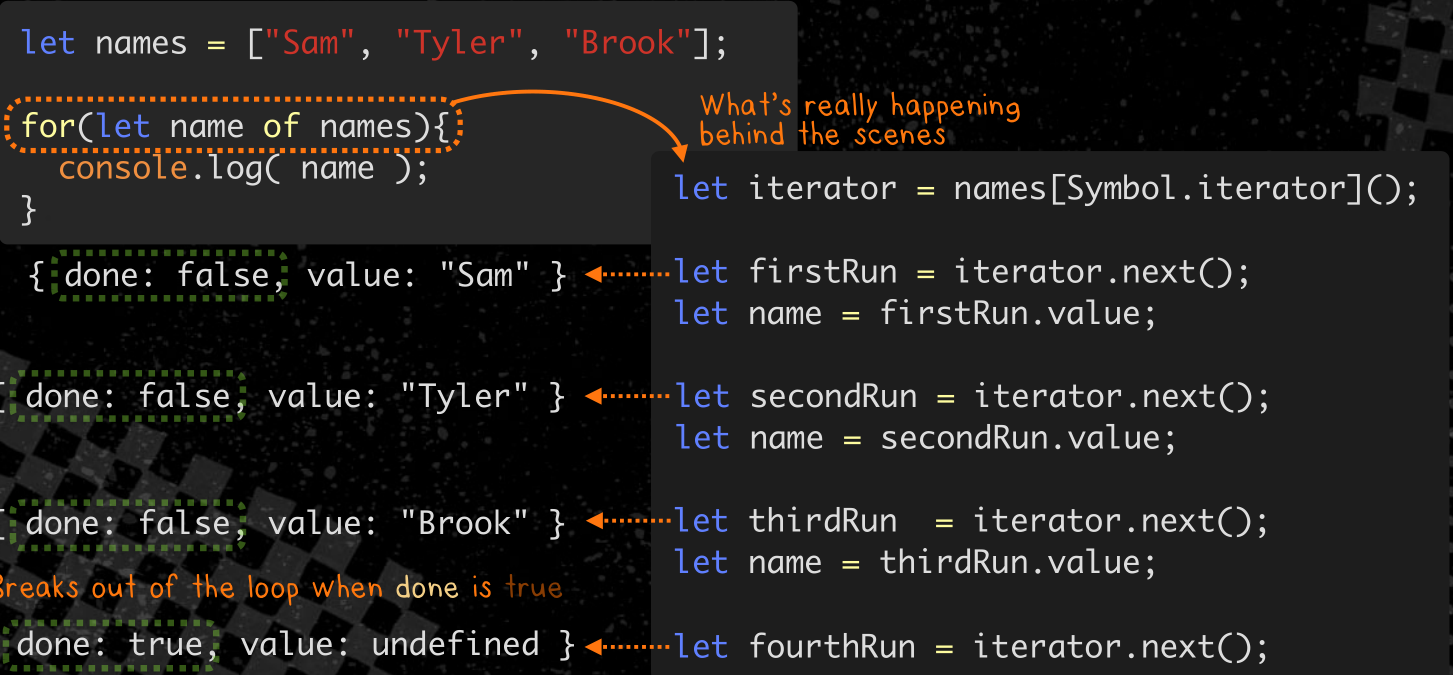 let names = ["Sam", "Tyler", "Brook"];
for(let name of names){
  console.log( name );
}
What's really happening
behind the scenes
let iterator = names[Symbol.iterator]();
{ done: false, value: "Sam" }
let firstRun = iterator.next();
let name = firstRun.value;
{ done: false, value: "Tyler" }
let secondRun = iterator.next();
let name = secondRun.value;
{ done: false, value: "Brook" }
let thirdRun  = iterator.next();
let name = thirdRun.value;
Breaks out of the loop when done is true
done: true, value: undefined }
let fourthRun = iterator.next();